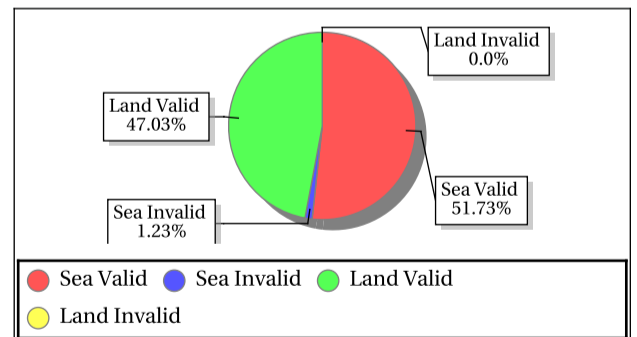 Land Invalid
0.0%
Land Valid
47.03%
Sea Valid
51.73%
Sea Invalid
1.23%
Sea Valid Sea Invalid Land Valid
Land Invalid